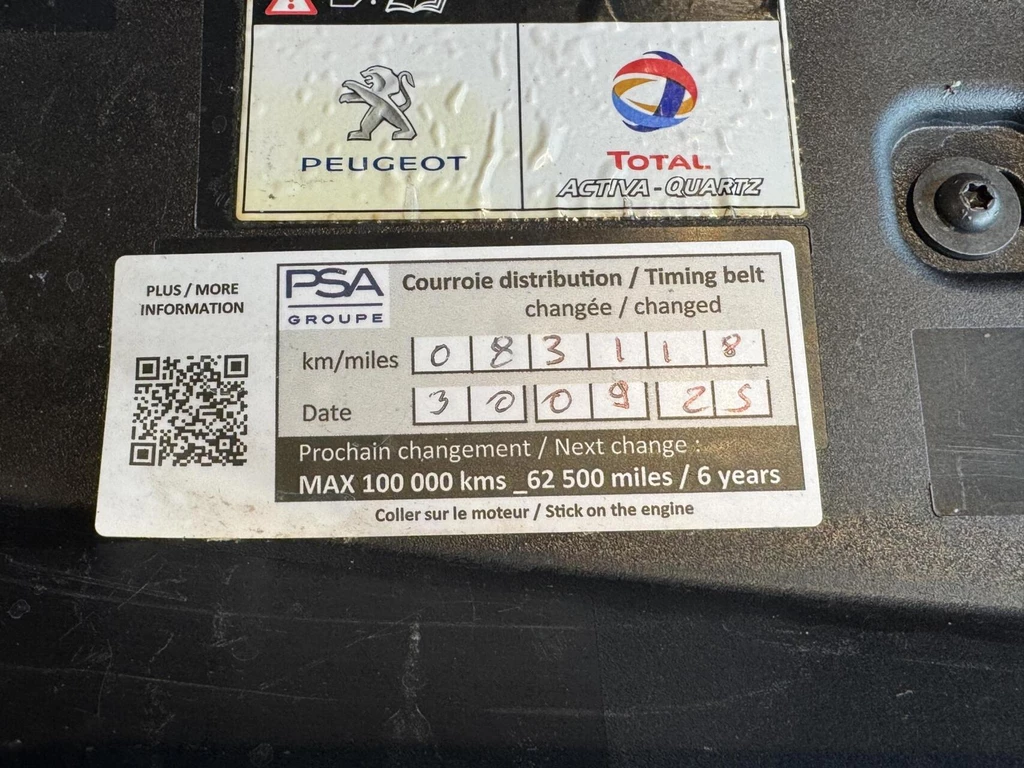 PEUGEOT
TOTAL
ACTIVA-QUARTZ
PLUS / MORE
INFORMATION
PSA
GROUPE
Courroie distribution / Timing belt
changée / changed
km/miles 0 8 3 1 1 8
Date 3 0 0 9 2 5
Prochain changement / Next change :
MAX 100 000 kms _62 500 miles / 6 years
Coller sur le moteur / Stick on the engine